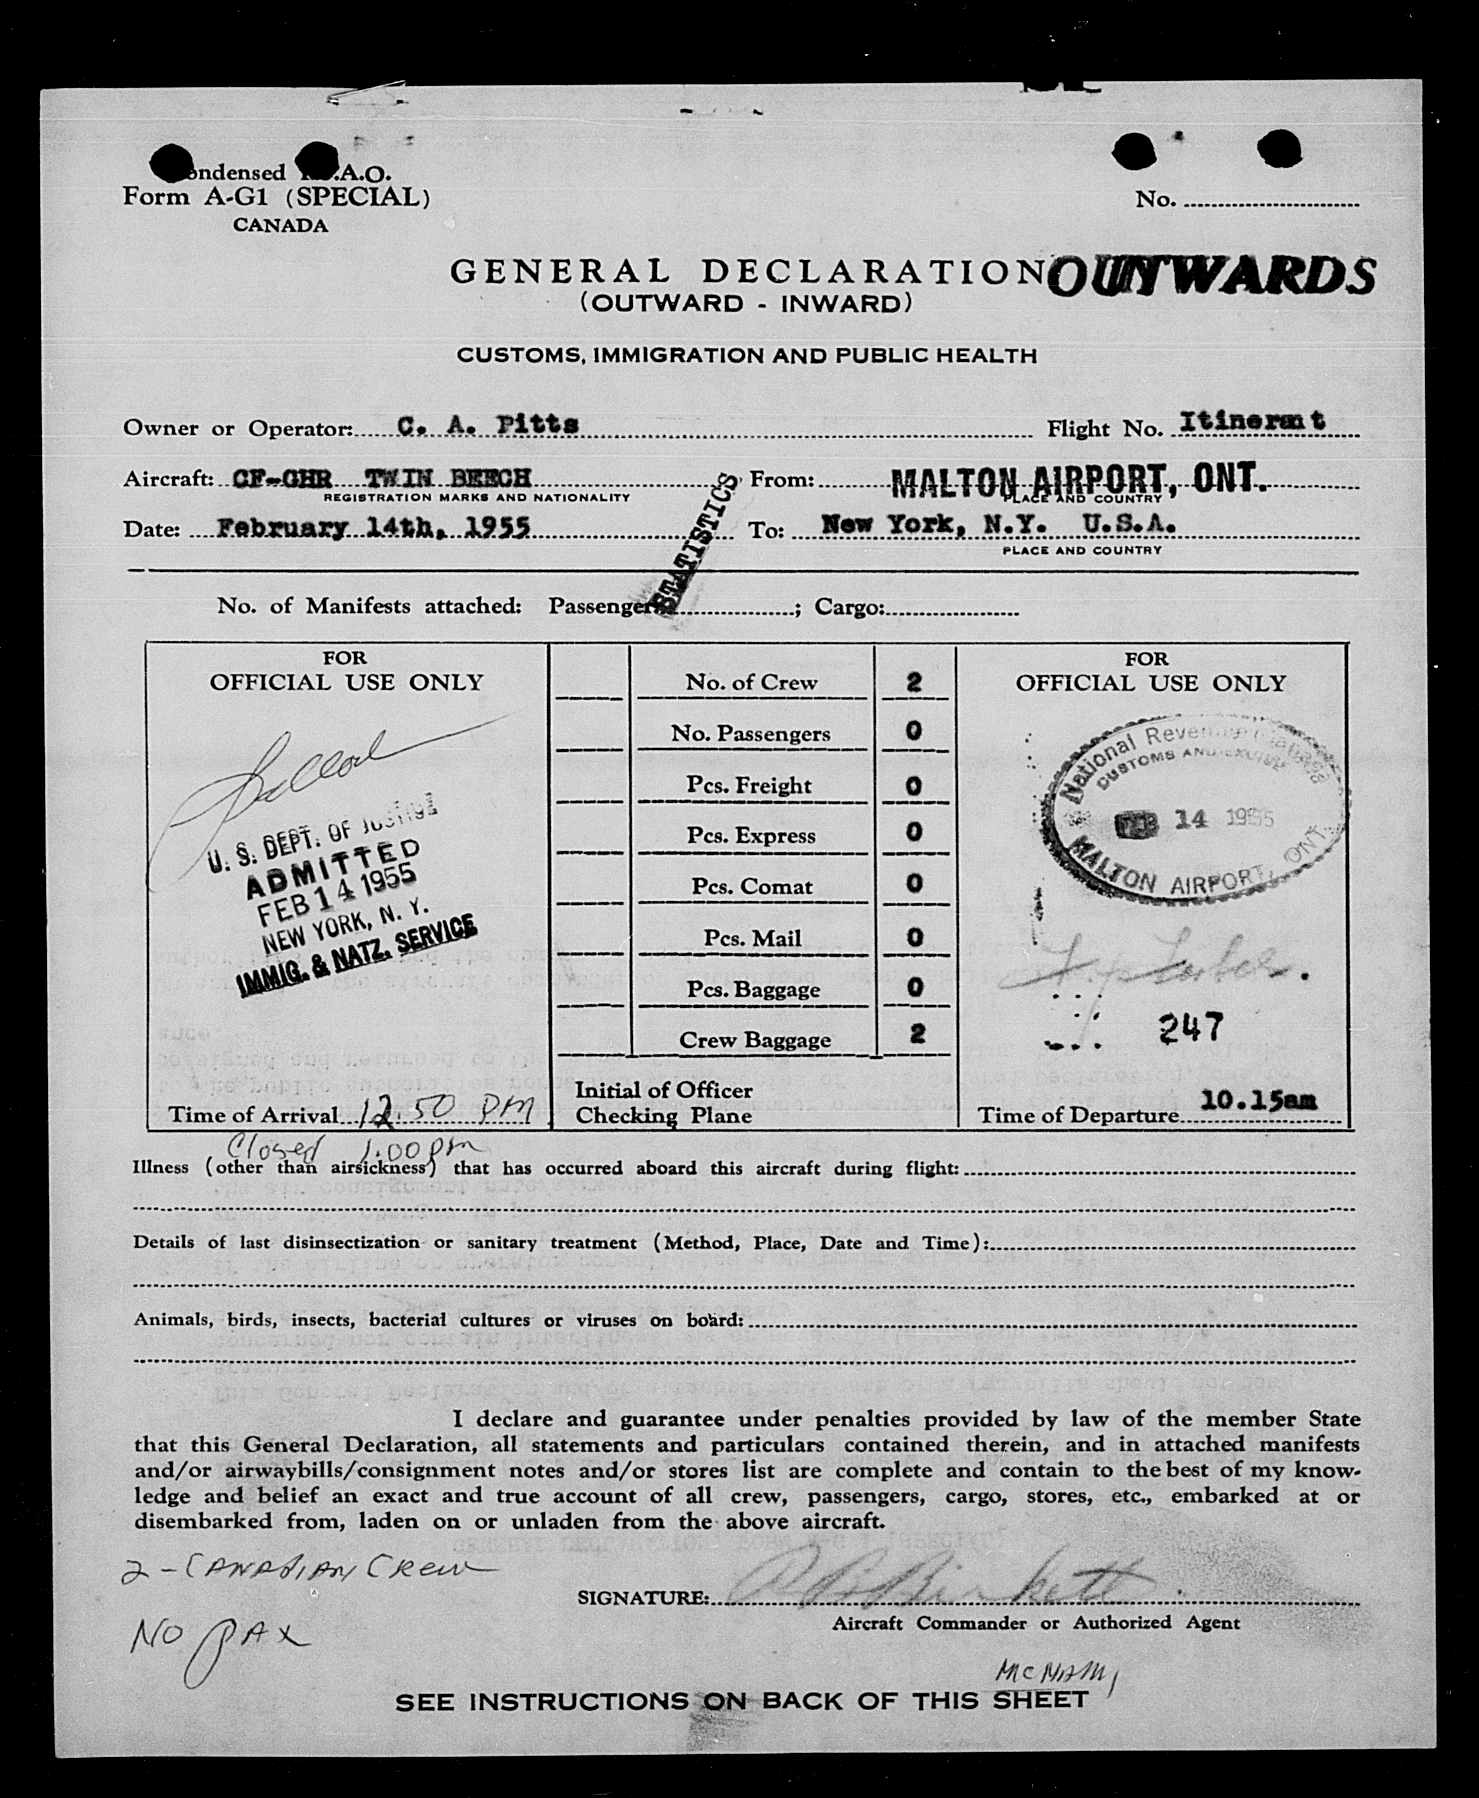 Condensed I.C.A.O.
Form A-G1 (SPECIAL)
CANADA
No.
GENERAL DECLARATION OUTWARDS
(OUTWARD - INWARD)
CUSTOMS, IMMIGRATION AND PUBLIC HEALTH
Owner or Operator: C. A. Pitts Flight No. Itinerant
Aircraft: CF-GHR TWIN BEECH From: MALTON AIRPORT, ONT.
REGISTRATION MARKS AND NATIONALITY PLACE AND COUNTRY
STATISTICS
Date: February 14th, 1955 To: New York, N.Y. U.S.A.
PLACE AND COUNTRY
No. of Manifests attached: Passenger ; Cargo:
FOR
OFFICIAL USE ONLY
U. S. DEPT. OF JUSTICE
ADMITTED
FEB 14 1955
NEW YORK, N. Y.
IMMIG. & NATZ. SERVICE
Time of Arrival 12.50 PM
Closed 1.00 pm
No. of Crew 2
No. Passengers 0
Pcs. Freight 0
Pcs. Express 0
Pcs. Comat 0
Pcs. Mail 0
Pcs. Baggage 0
Crew Baggage 2
Initial of Officer
Checking Plane
FOR
OFFICIAL USE ONLY
National Revenue Canada
CUSTOMS AND EXCISE
FEB 14 1955
MALTON AIRPORT, ONT.
247
Time of Departure 10.15am
Illness (other than airsickness) that has occurred aboard this aircraft during flight:
Details of last disinsectization or sanitary treatment (Method, Place, Date and Time):
Animals, birds, insects, bacterial cultures or viruses on board:
I declare and guarantee under penalties provided by law of the member State
that this General Declaration, all statements and particulars contained therein, and in attached manifests
and/or airwaybills/consignment notes and/or stores list are complete and contain to the best of my know-
ledge and belief an exact and true account of all crew, passengers, cargo, stores, etc., embarked at or
disembarked from, laden on or unladen from the above aircraft.
2 - CANADIAN CREW
SIGNATURE: Birkett
Aircraft Commander or Authorized Agent
NO PAX
SEE INSTRUCTIONS ON BACK OF THIS SHEET